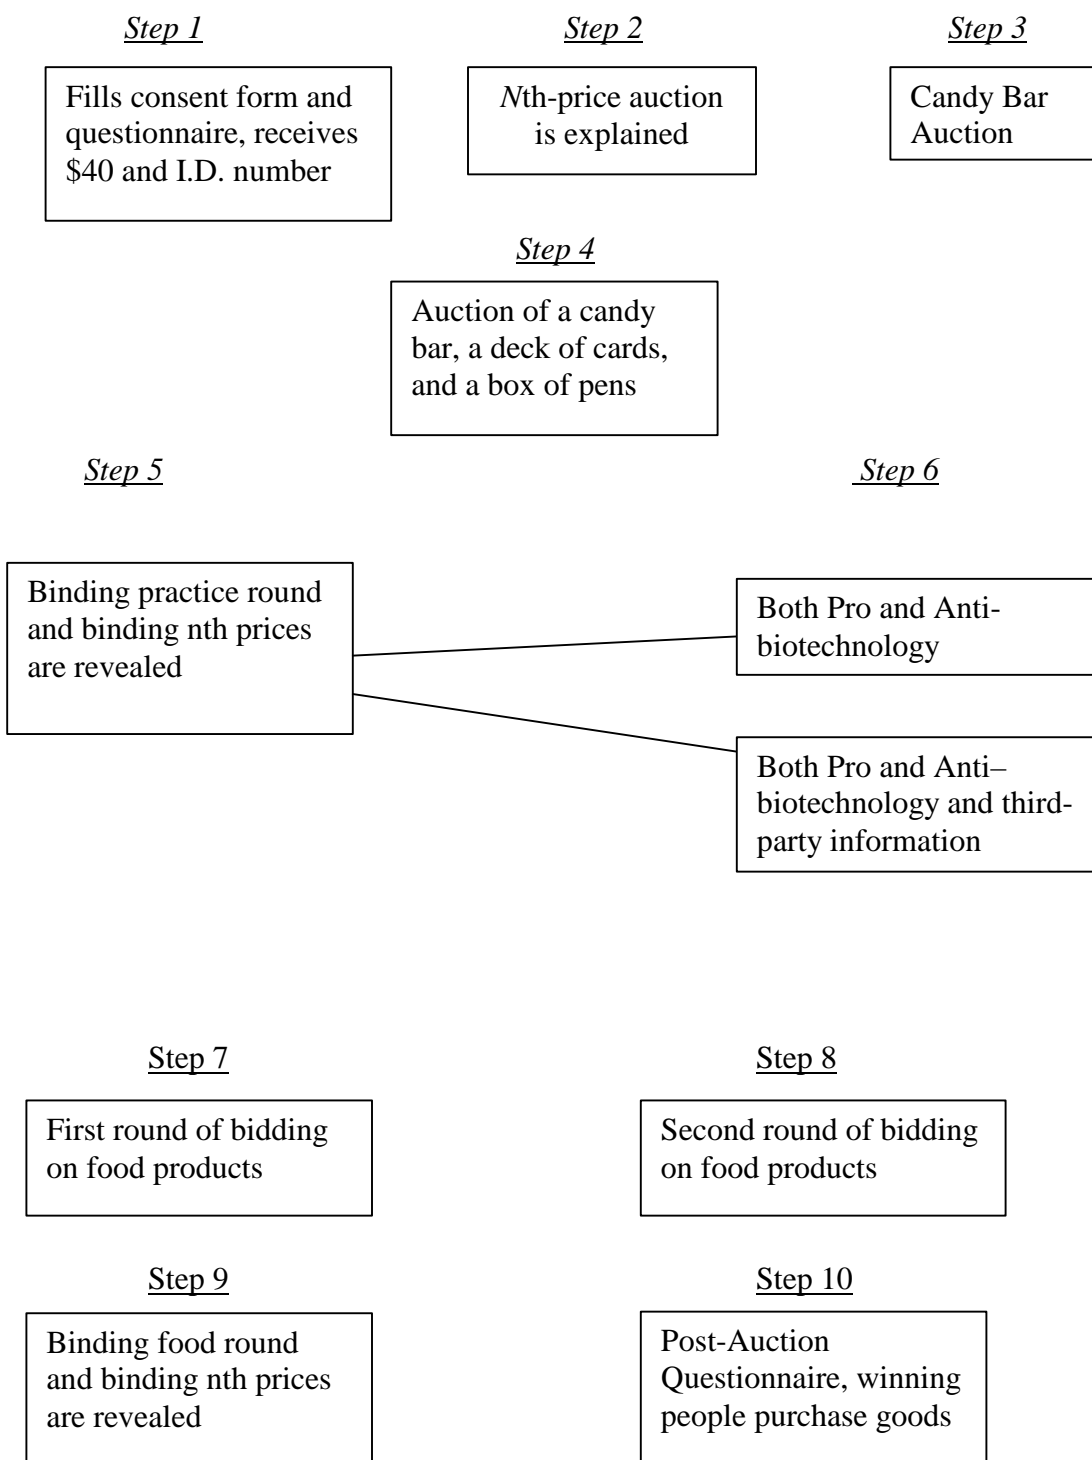 Step 1
Step 2
Step 3
Fills consent form and
questionnaire, receives
$40 and I.D. number
Nth-price auction
is explained
Candy Bar
Auction
Step 4
Auction of a candy
bar, a deck of cards,
and a box of pens
Step 5
Step 6
Binding practice round
and binding nth prices
are revealed
Both Pro and Anti-
biotechnology
Both Pro and Anti–
biotechnology and third-
party information
Step 7
Step 8
First round of bidding
on food products
Second round of bidding
on food products
Step 9
Step 10
Binding food round
and binding nth prices
are revealed
Post-Auction
Questionnaire, winning
people purchase goods